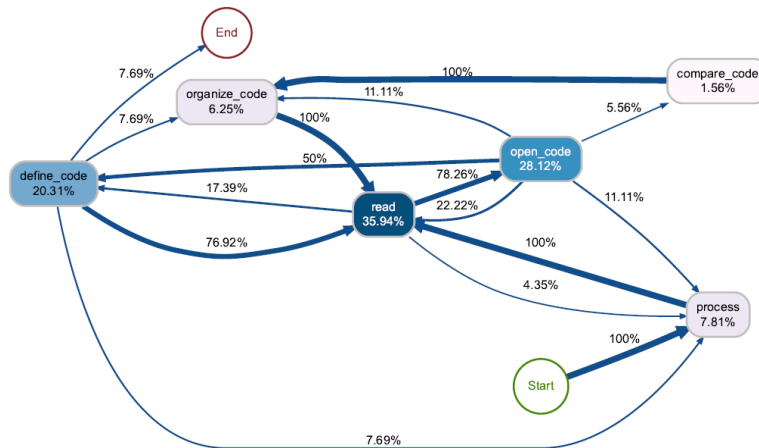 End
7.69%
100%
compare_code
1.56%
organize_code
6.25%
11.11%
7.69%
100%
5.56%
open_code
28.12%
50%
define_code
20.31%
17.39%
78.26%
read
35.94%
22.22%
11.11%
76.92%
100%
4.35%
process
7.81%
100%
Start
7.69%